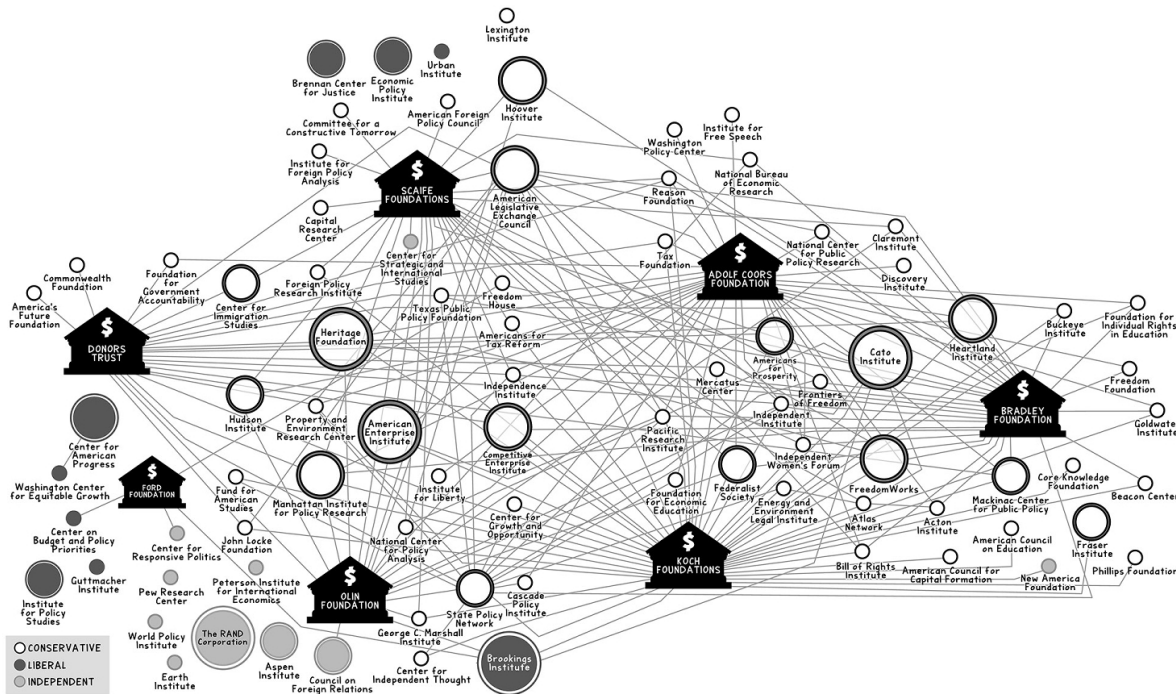 Lexington
Institute
Brennan Center
for Justice
Economic
Policy
Institute
Urban
Institute
Hoover
Institute
Committee for a
Constructive Tomorrow
American Foreign
Policy Council
Institute for
Foreign Policy
Analysis
$
SCAIFE
FOUNDATIONS
American
Legislative
Exchange
Council
Washington
Policy Center
Institute for
Free Speech
National Bureau
of Economic
Research
Reason
Foundation
Capital
Research
Center
Center for
Strategic and
International
Studies
Tax
Foundation
$
ADOLF COORS
FOUNDATION
National Center
for Public
Policy Research
Claremont
Institute
Discovery
Institute
Commonwealth
Foundation
Foundation
for
Government
Accountability
America's
Future
Foundation
Center for
Immigration
Studies
Foreign Policy
Research Institute
Texas Public
Policy Foundation
Freedom
House
Americans for
Tax Reform
$
DONORS
TRUST
Heritage
Foundation
Americans
for
Prosperity
Cato
Institute
Heartland
Institute
Buckeye
Institute
Foundation for
Individual Rights
in Education
Mercatus
Center
Frontiers
of Freedom
Freedom
Foundation
Independence
Institute
Hudson
Institute
Property and
Environment
Research Center
American
Enterprise
Institute
Competitive
Enterprise
Institute
Pacific
Research
Institute
Independent
Institute
Independent
Women's Forum
$
BRADLEY
FOUNDATION
Goldwater
Institute
Center for
American
Progress
Washington Center
for Equitable Growth
$
FORD
FOUNDATION
Fund for
American
Studies
Manhattan Institute
for Policy Research
Institute
for Liberty
Foundation
for Economic
Education
Federalist
Society
Energy and
Environment
Legal Institute
FreedomWorks
Mackinac Center
for Public Policy
Core Knowledge
Foundation
Beacon Center
Center on
Budget and Policy
Priorities
Center for
Responsive Politics
John Locke
Foundation
National Center
for Policy
Analysis
Center for
Growth and
Opportunity
$
KOCH
FOUNDATIONS
Atlas
Network
Acton
Institute
American Council
on Education
Fraser
Institute
Guttmacher
Institute
Institute
for Policy
Studies
Pew Research
Center
Peterson Institute
for International
Economics
$
OLIN
FOUNDATION
State Policy
Network
Cascade
Policy
Institute
Bill of Rights
Institute
American Council for
Capital Formation
New America
Foundation
Phillips Foundation
World Policy
Institute
The RAND
Corporation
George C. Marshall
Institute
Earth
Institute
Aspen
Institute
Council on
Foreign Relations
Center for
Independent Thought
Brookings
Institute
CONSERVATIVE
LIBERAL
INDEPENDENT